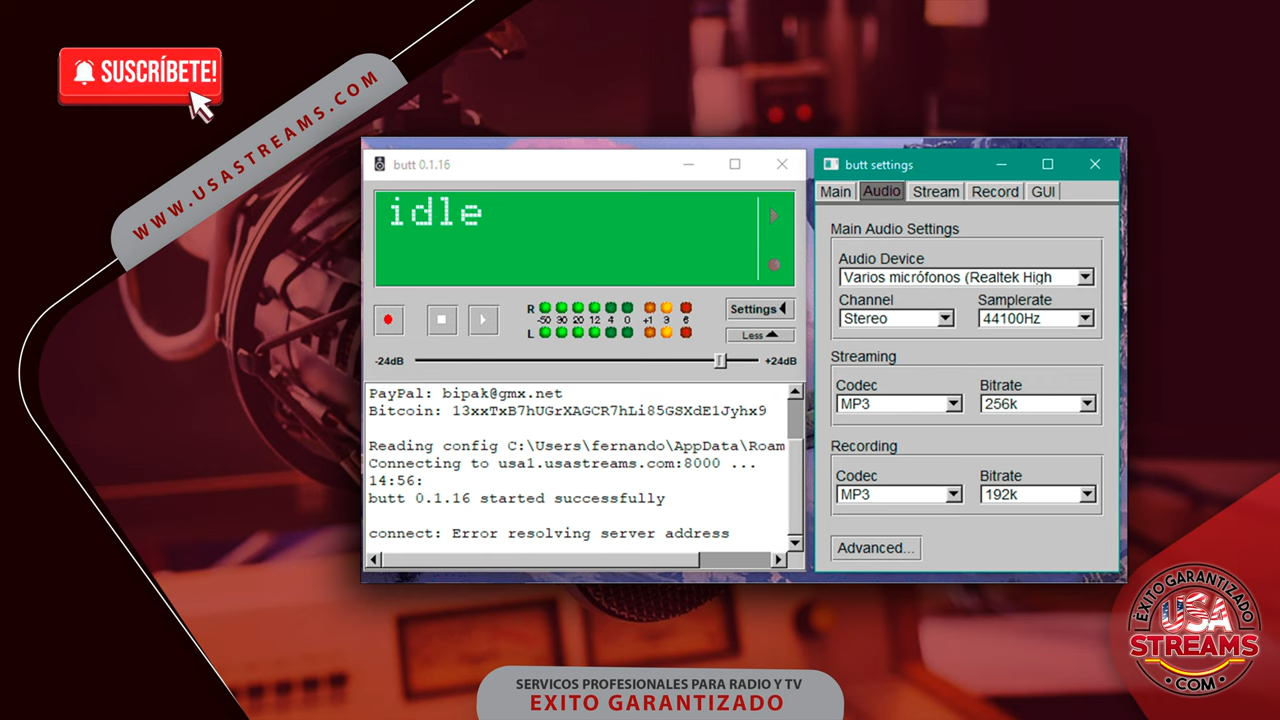 SUSCRÍBETE!
WWW.USASTREAMS.COM
butt 0.1.16
idle
R
-50 30 20 12 4 0 +1 3 6
L
Settings
Less
-24dB
+24dB
PayPal: bipak@gmx.net
Bitcoin: 13xxTxB7hUGrXAGCR7hLi85GSXdE1Jyhx9
Reading config C:\Users\fernando\AppData\Roam
Connecting to usa1.usastreams.com:8000 ...
14:56:
butt 0.1.16 started successfully
connect: Error resolving server address
butt settings
Main Audio Stream Record GUI
Main Audio Settings
Audio Device
Varios micrófonos (Realtek High
Channel Samplerate
Stereo 44100Hz
Streaming
Codec Bitrate
MP3 256k
Recording
Codec Bitrate
MP3 192k
Advanced...
SERVICOS PROFESIONALES PARA RADIO Y TV
EXITO GARANTIZADO
ÉXITO GARANTIZADO
USA
STREAMS
.COM